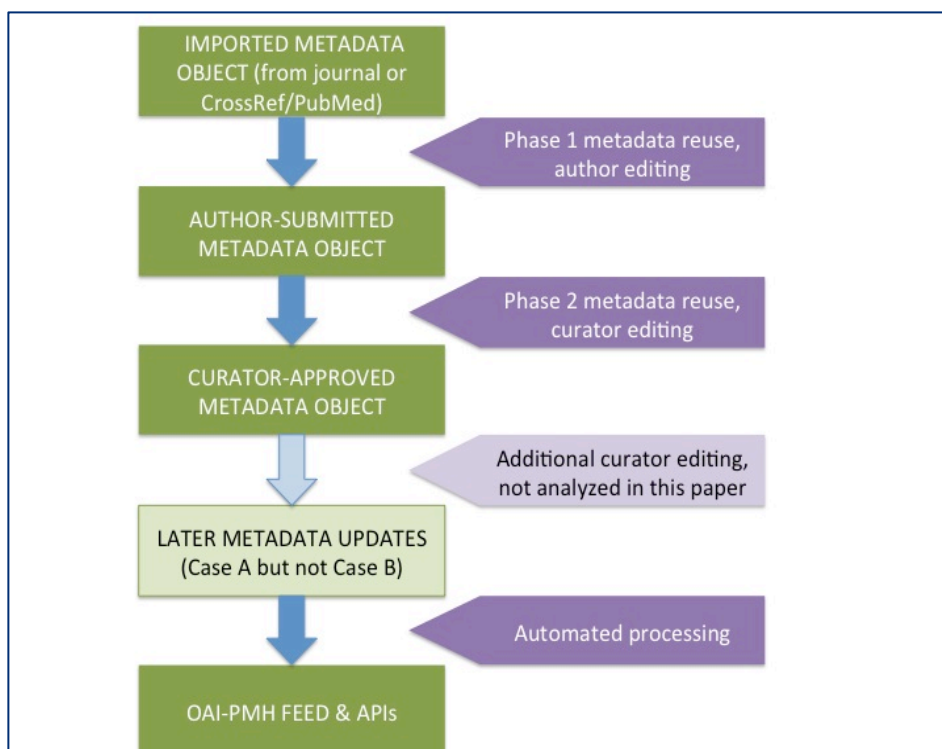 IMPORTED METADATA
OBJECT (from journal or
CrossRef/PubMed)
Phase 1 metadata reuse,
author editing
AUTHOR-SUBMITTED
METADATA OBJECT
Phase 2 metadata reuse,
curator editing
CURATOR-APPROVED
METADATA OBJECT
Additional curator editing,
not analyzed in this paper
LATER METADATA UPDATES
(Case A but not Case B)
Automated processing
OAI-PMH FEED & APIs